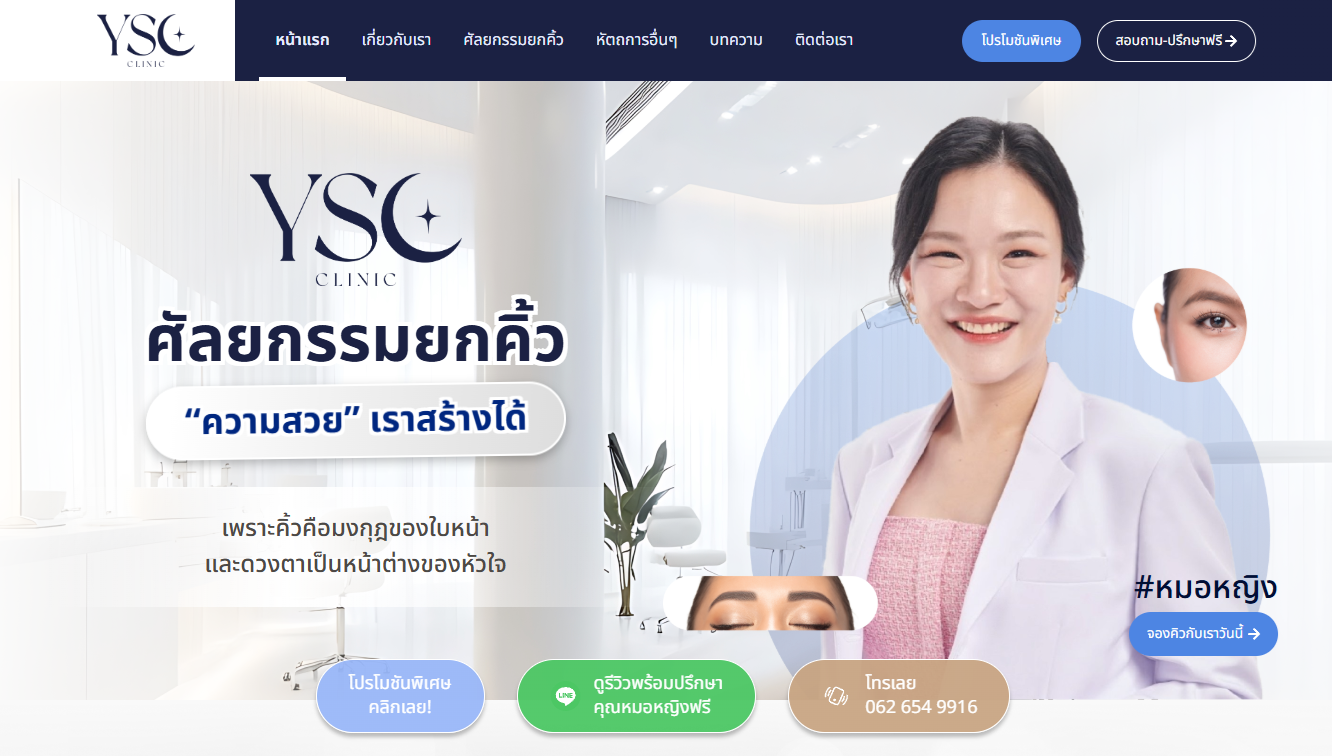 YSC
CLINIC
หน้าแรก
เกี่ยวกับเรา
ศัลยกรรมยกคิ้ว
หัตถการอื่นๆ
บทความ
ติดต่อเรา
โปรโมชันพิเศษ
สอบถาม-ปรึกษาฟรี
YSC
CLINIC
ศัลยกรรมยกคิ้ว
“ความสวย” เราสร้างได้
เพราะคิ้วคือมงกุฎของใบหน้า
และดวงตาเป็นหน้าต่างของหัวใจ
#หมอหญิง
จองคิวกับเราวันนี้
โปรโมชันพิเศษ
คลิกเลย!
LINE
ดูรีวิวพร้อมปรึกษา
คุณหมอหญิงฟรี
โทรเลย
062 654 9916